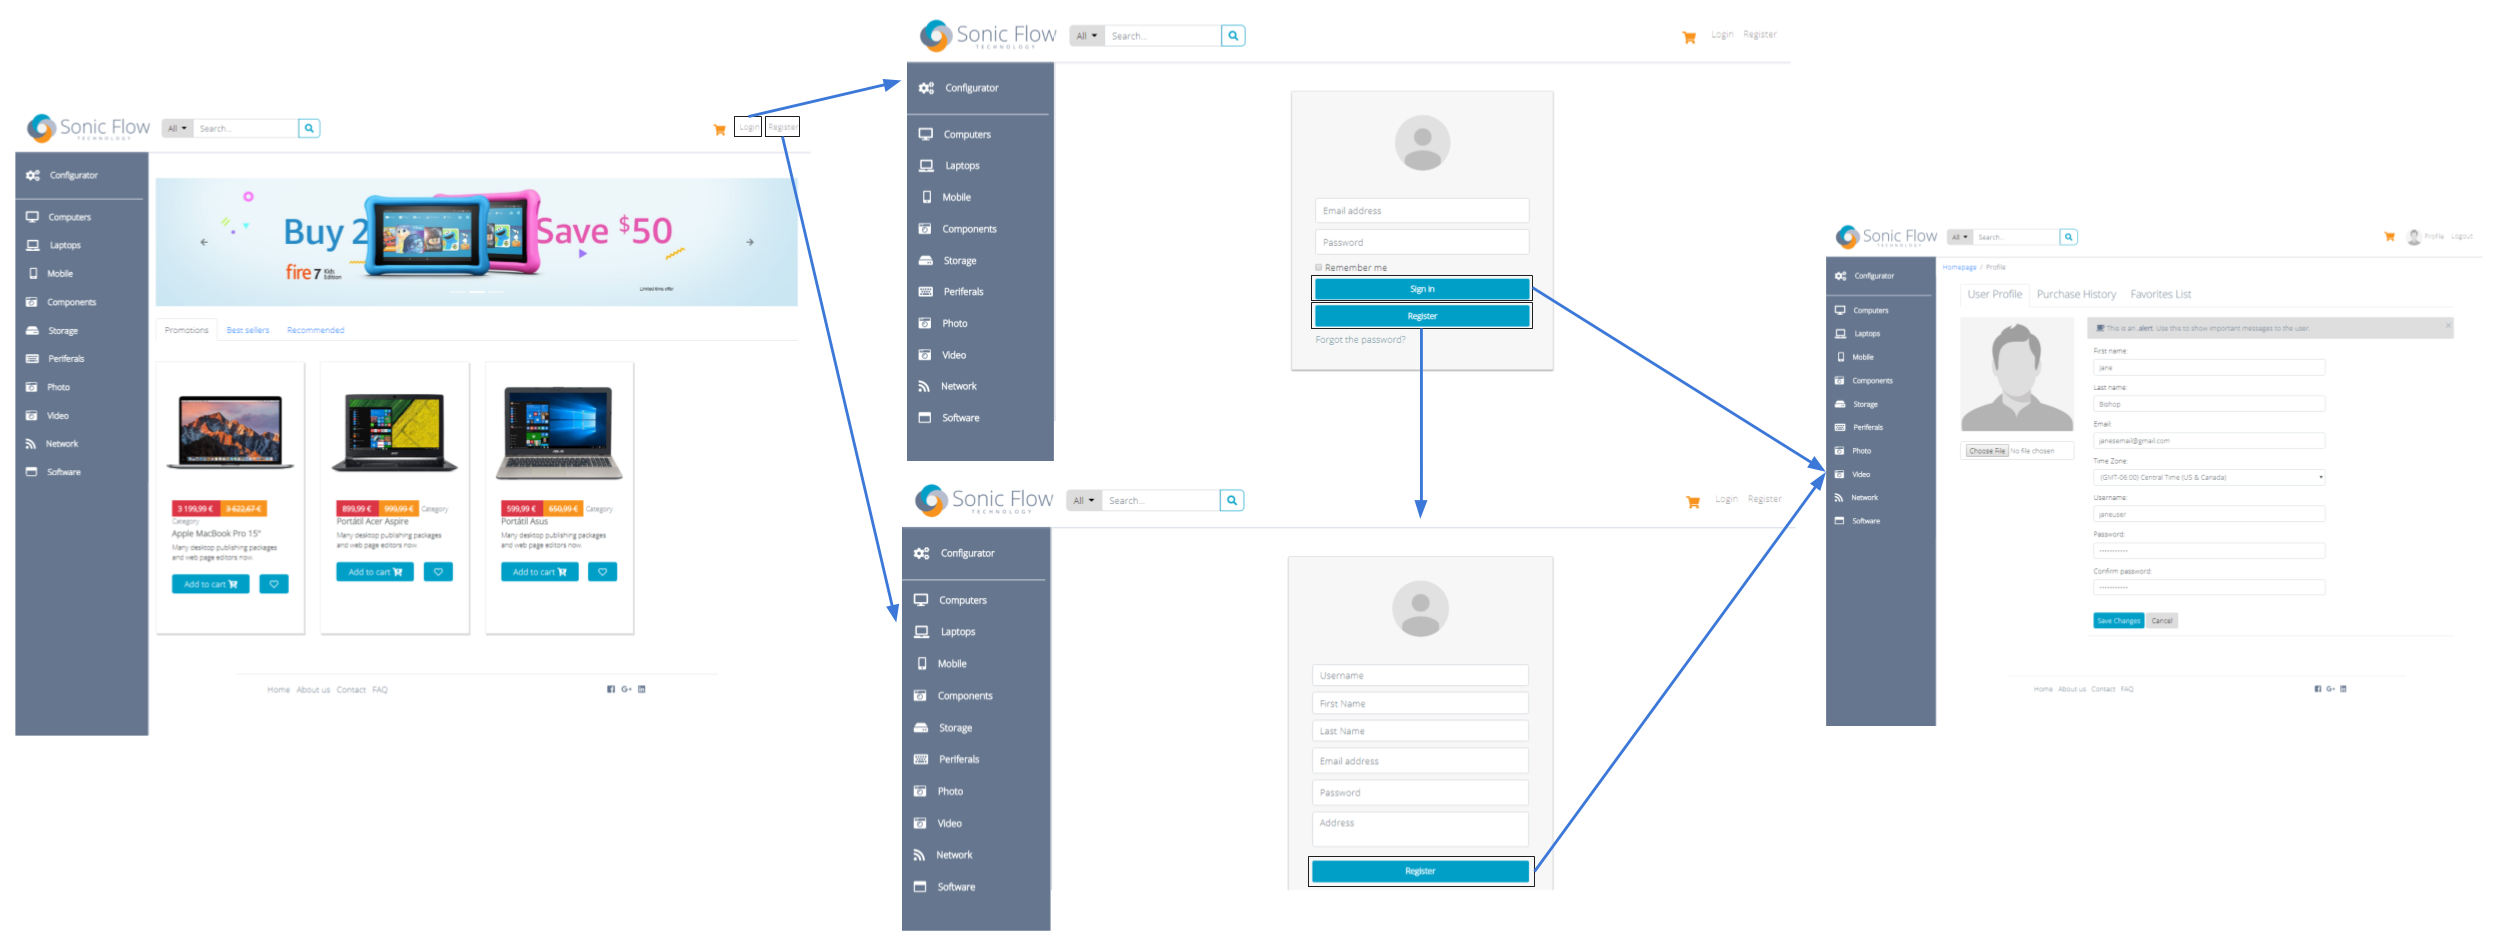 Sonic Flow
TECHNOLOGY
All
Search...
Login Register
Configurator
Computers
Laptops
Mobile
Components
Storage
Periferals
Photo
Video
Network
Software
Buy 2 Save $50
fire 7 Kids Edition
Limited-time offer
Promotions Best sellers Recommended
3 199,99 € 3 622,67 €
Category
Apple MacBook Pro 15"
Many desktop publishing packages
and web page editors now.
Add to cart
899,99 € 999,99 € Category
Portátil Acer Aspire
Many desktop publishing packages
and web page editors now.
Add to cart
599,99 € 650,99 € Category
Portátil Asus
Many desktop publishing packages
and web page editors now.
Add to cart
Home About us Contact FAQ
Sonic Flow
TECHNOLOGY
All
Search...
Login Register
Configurator
Computers
Laptops
Mobile
Components
Storage
Periferals
Photo
Video
Network
Software
Email address
Password
Remember me
Sign in
Register
Forgot the password?
Sonic Flow
TECHNOLOGY
All
Search...
Login Register
Configurator
Computers
Laptops
Mobile
Components
Storage
Periferals
Photo
Video
Network
Software
Username
First Name
Last Name
Email address
Password
Address
Register
Sonic Flow
TECHNOLOGY
All
Search...
Profile Logout
Configurator
Computers
Laptops
Mobile
Components
Storage
Periferals
Photo
Video
Network
Software
Homepage / Profile
User Profile Purchase History Favorites List
This is an .alert. Use this to show important messages to the user.
Choose File No file chosen
First name:
Jane
Last name:
Bishop
Email:
janesemail@gmail.com
Time Zone:
(GMT-06:00) Central Time (US & Canada)
Username:
janeuser
Password:
Confirm password:
Save Changes Cancel
Home About us Contact FAQ